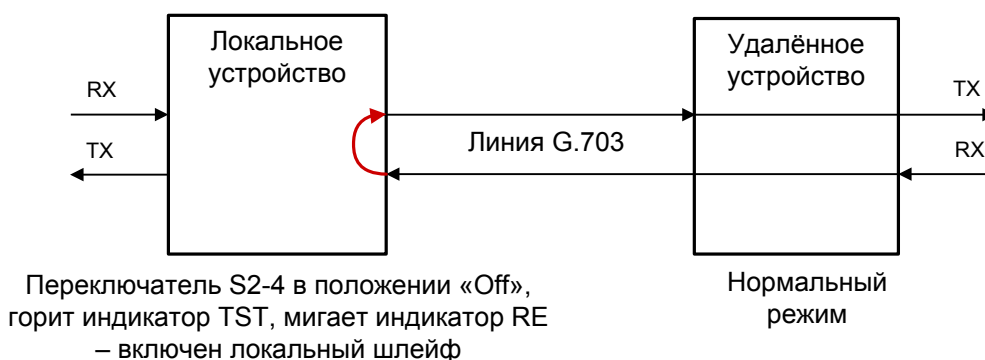 Локальное
устройство
Удалённое
устройство
RX
TX
TX
Линия G.703
RX
Переключатель S2-4 в положении «Off»,
горит индикатор TST, мигает индикатор RE
– включен локальный шлейф
Нормальный
режим